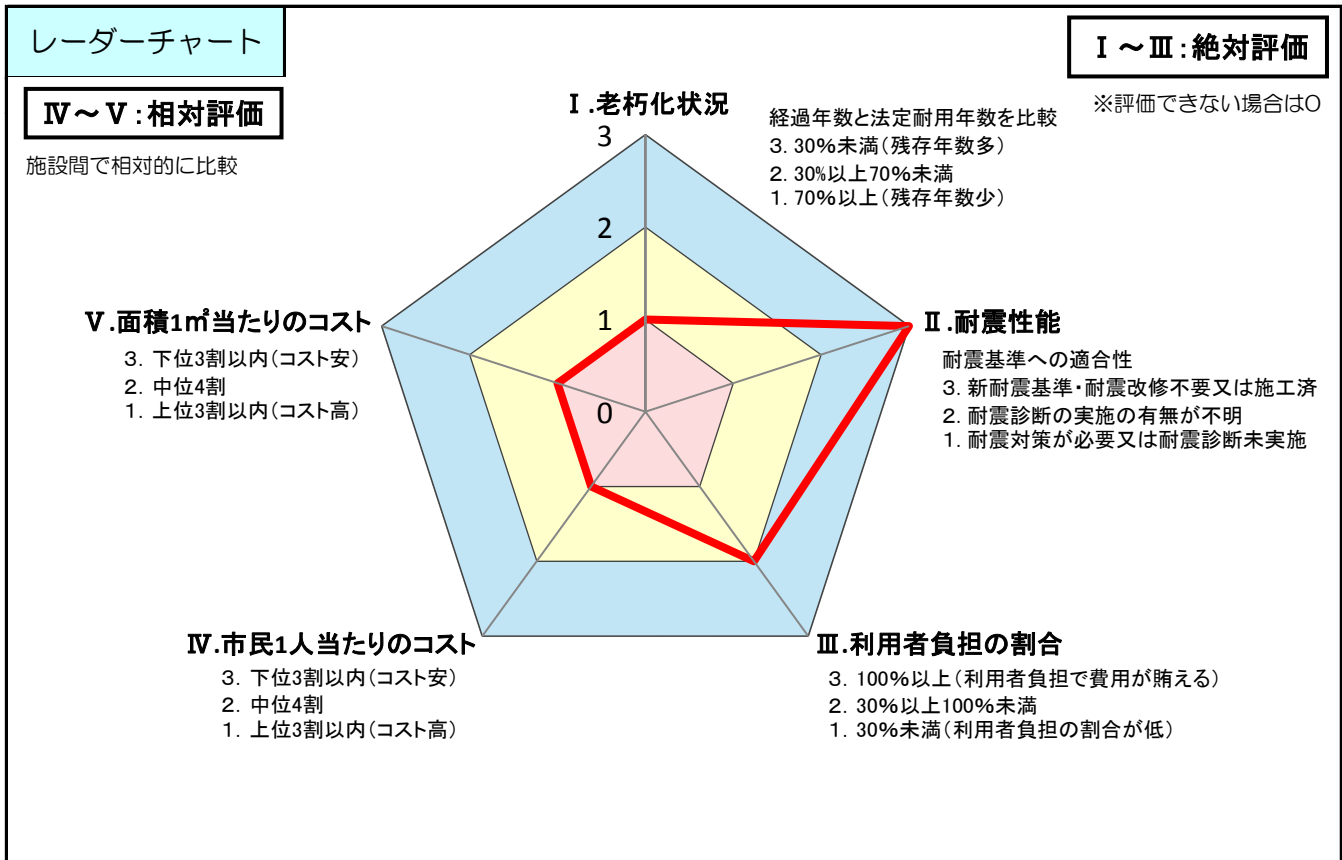 レーダーチャート
Ⅰ～Ⅲ:絶対評価
※評価できない場合は0
Ⅳ～Ⅴ:相対評価
施設間で相対的に比較
Ⅰ.老朽化状況
経過年数と法定耐用年数を比較
3. 30%未満(残存年数多)
2. 30%以上70%未満
1. 70%以上(残存年数少)
3
2
1
0
Ⅱ.耐震性能
耐震基準への適合性
3. 新耐震基準・耐震改修不要又は施工済
2. 耐震診断の実施の有無が不明
1. 耐震対策が必要又は耐震診断未実施
Ⅴ.面積1㎡当たりのコスト
3. 下位3割以内(コスト安)
2. 中位4割
1. 上位3割以内(コスト高)
Ⅳ.市民1人当たりのコスト
3. 下位3割以内(コスト安)
2. 中位4割
1. 上位3割以内(コスト高)
Ⅲ.利用者負担の割合
3. 100%以上(利用者負担で費用が賄える)
2. 30%以上100%未満
1. 30%未満(利用者負担の割合が低)